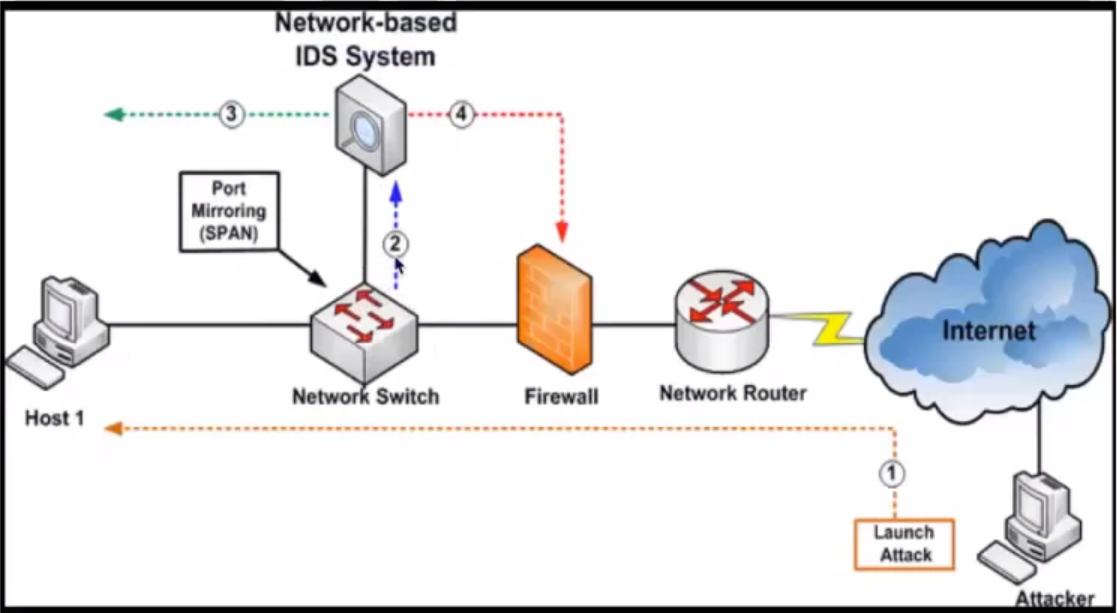 Network-based
IDS System
3
4
Port
Mirroring
(SPAN)
2
Internet
Network Switch
Firewall
Network Router
Host 1
1
Launch
Attack
Attacker